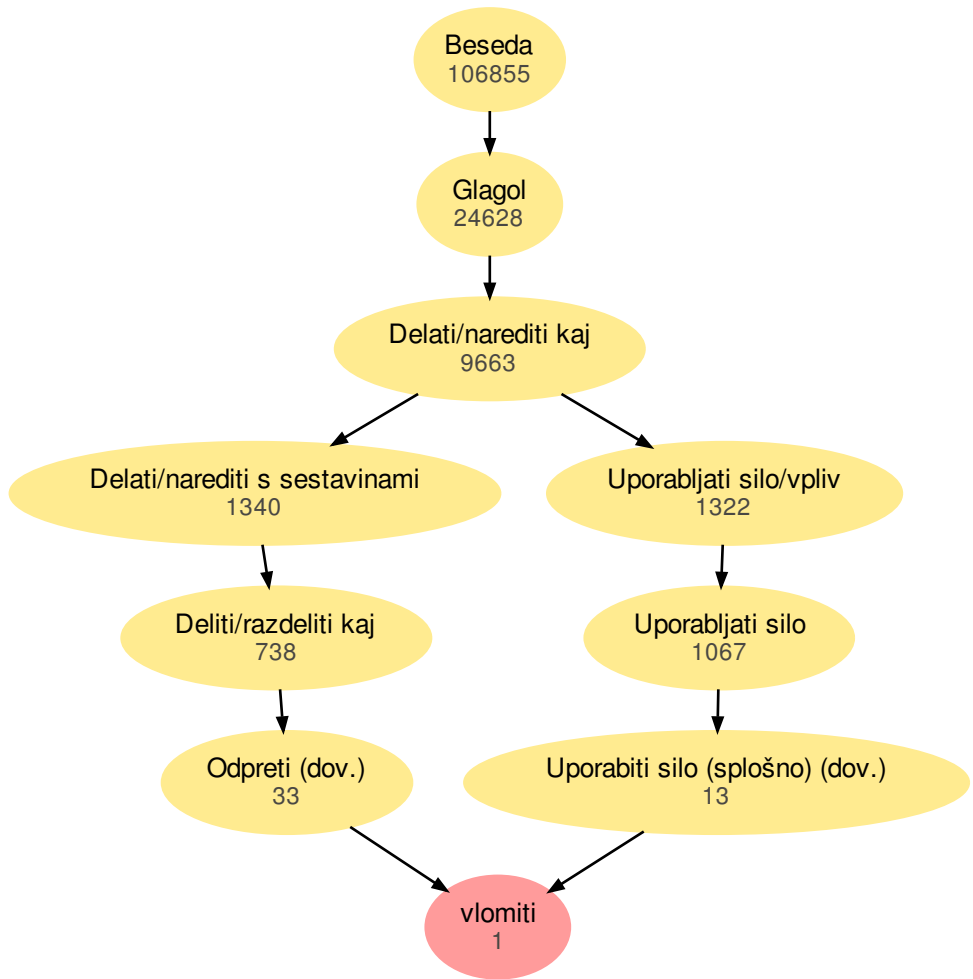 Beseda
106855
Glagol
24628
Delati/narediti kaj
9663
Delati/narediti s sestavinami
1340
Uporabljati silo/vpliv
1322
Deliti/razdeliti kaj
738
Uporabljati silo
1067
Odpreti (dov.)
33
Uporabiti silo (splošno) (dov.)
13
vlomiti
1